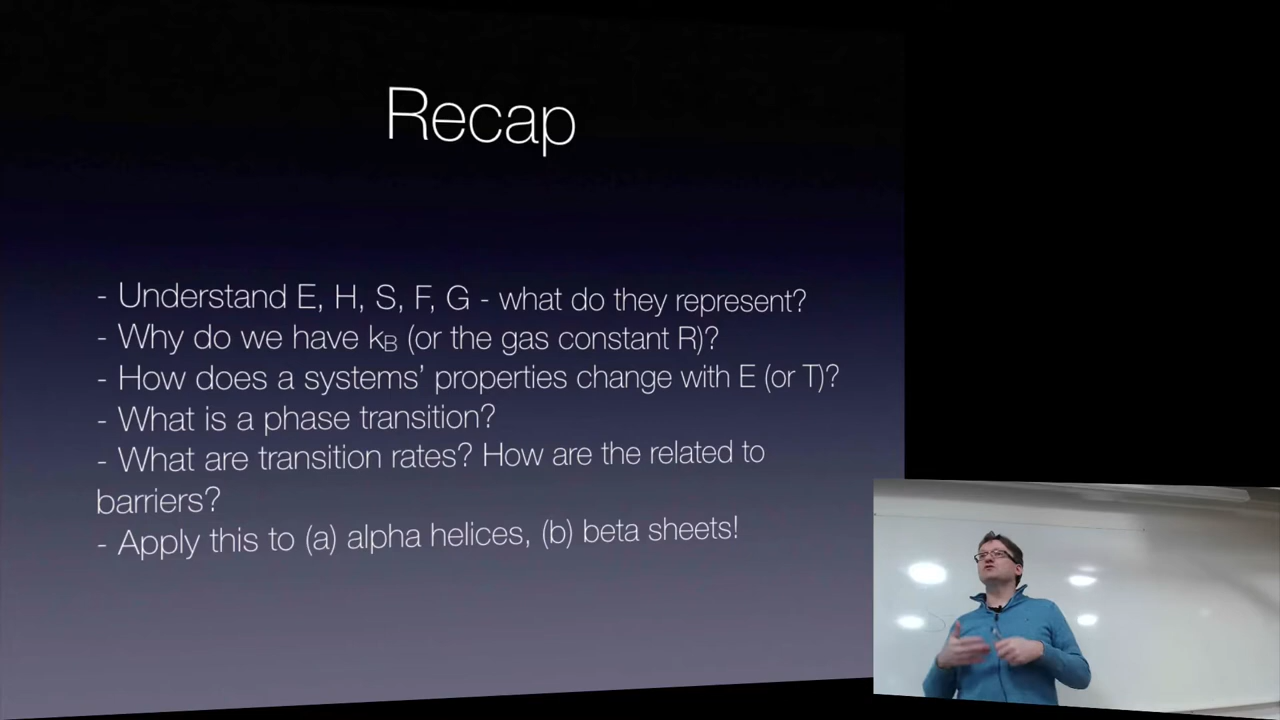 Recap
- Understand E, H, S, F, G - what do they represent?
- Why do we have kB (or the gas constant R)?
- How does a systems’ properties change with E (or T)?
- What is a phase transition?
- What are transition rates? How are the related to
barriers?
- Apply this to (a) alpha helices, (b) beta sheets!